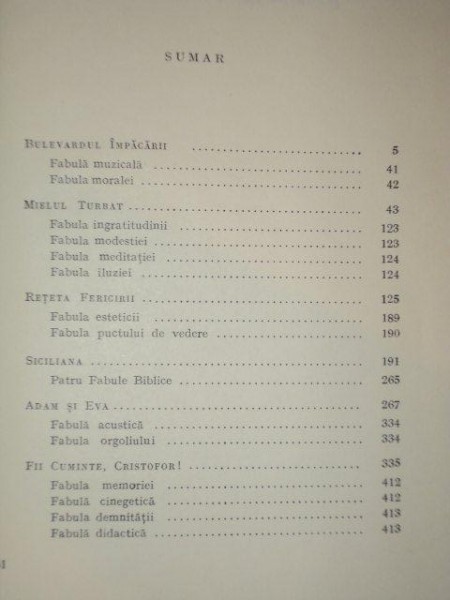 SUMAR
BULEVARDUL ÎMPĂCĂRII . . . . . . . . . . . . 5
Fabulă muzicală . . . . . . . . . . . . 41
Fabula moralei . . . . . . . . . . . . 42
MIELUL TURBAT . . . . . . . . . . . . 43
Fabula ingratitudinii . . . . . . . . . . . . 123
Fabula modestiei . . . . . . . . . . . . 123
Fabula meditației . . . . . . . . . . . . 124
Fabula iluziei . . . . . . . . . . . . 124
REȚETA FERICIRII . . . . . . . . . . . . 125
Fabula esteticii . . . . . . . . . . . . 189
Fabula puctului de vedere . . . . . . . . . . . . 190
SICILIANA . . . . . . . . . . . . 191
Patru Fabule Biblice . . . . . . . . . . . . 265
ADAM ȘI EVA . . . . . . . . . . . . 267
Fabulă acustică . . . . . . . . . . . . 334
Fabula orgoliului . . . . . . . . . . . . 334
FII CUMINTE, CRISTOFOR! . . . . . . . . . . . . 335
Fabula memoriei . . . . . . . . . . . . 412
Fabulă cinegetică . . . . . . . . . . . . 412
Fabula demnității . . . . . . . . . . . . 413
Fabulă didactică . . . . . . . . . . . . 413